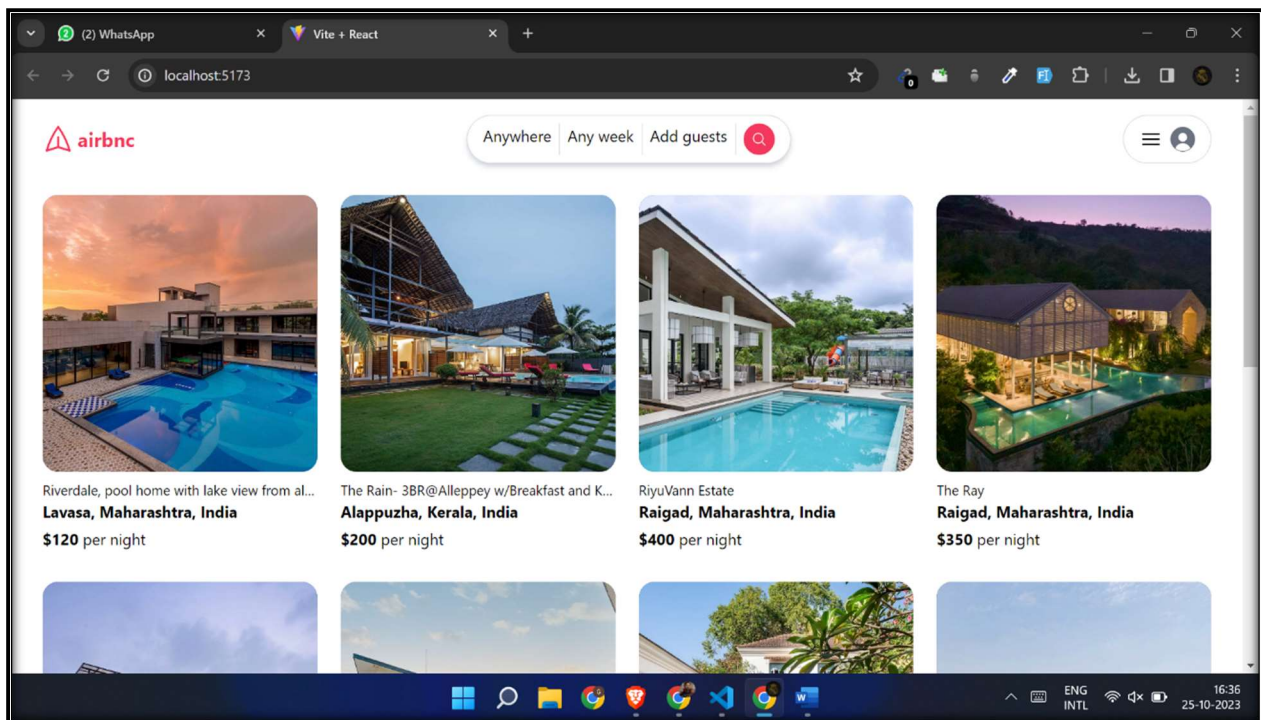 (2) WhatsApp
Vite + React
localhost:5173
0
airbnc
Anywhere Any week Add guests
Riverdale, pool home with lake view from al...
Lavasa, Maharashtra, India
$120 per night
The Rain- 3BR@Alleppey w/Breakfast and K...
Alappuzha, Kerala, India
$200 per night
RiyuVann Estate
Raigad, Maharashtra, India
$400 per night
The Ray
Raigad, Maharashtra, India
$350 per night
ENG
INTL
16:36
25-10-2023